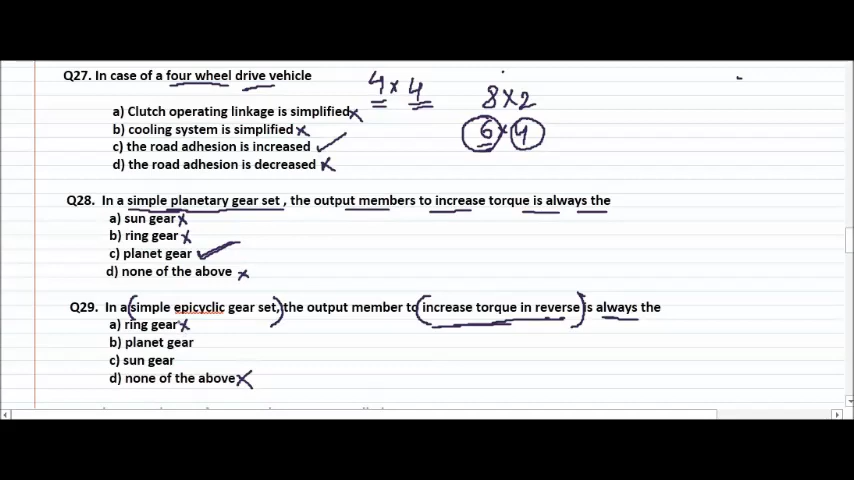 Q27. In case of a four wheel drive vehicle
4 x 4
8 x 2
a) Clutch operating linkage is simplified
b) cooling system is simplified
6 x 4
c) the road adhesion is increased
d) the road adhesion is decreased
Q28. In a simple planetary gear set , the output members to increase torque is always the
a) sun gear
b) ring gear
c) planet gear
d) none of the above
Q29. In a simple epicyclic gear set, the output member to increase torque in reverse is always the
a) ring gear
b) planet gear
c) sun gear
d) none of the above